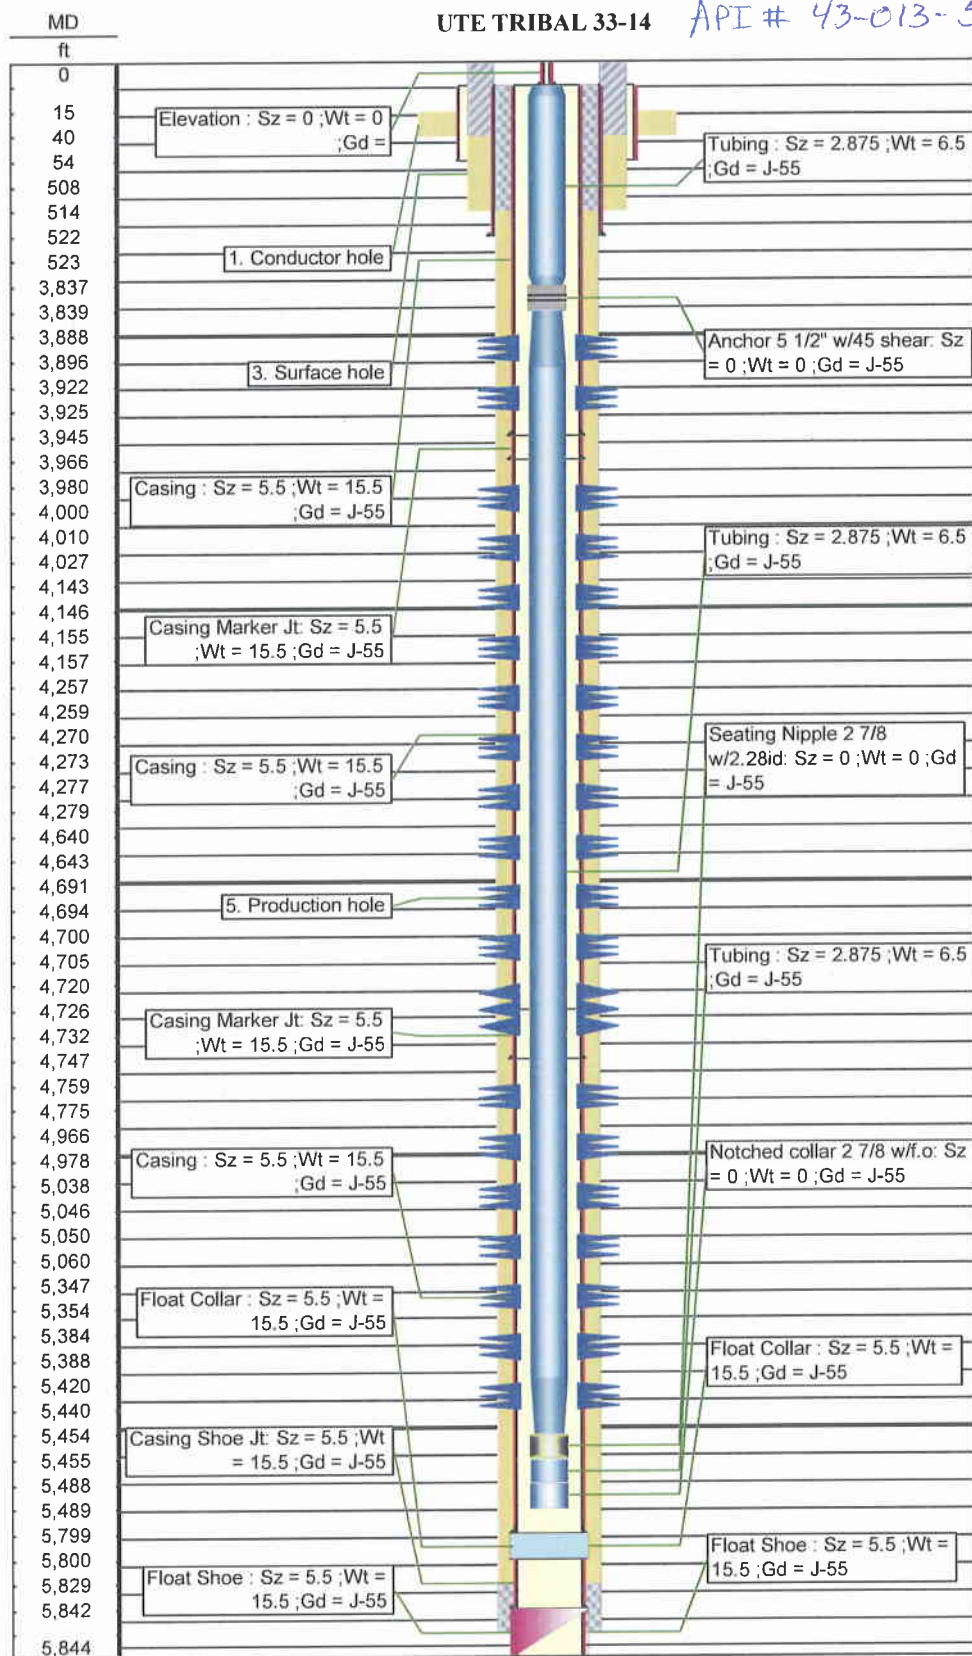 MD
ft
UTE TRIBAL 33-14
API # 43-013-3
0
15
40
54
508
514
522
523
3,837
3,839
3,888
3,896
3,922
3,925
3,945
3,966
3,980
4,000
4,010
4,027
4,143
4,146
4,155
4,157
4,257
4,259
4,270
4,273
4,277
4,279
4,640
4,643
4,691
4,694
4,700
4,705
4,720
4,726
4,732
4,747
4,759
4,775
4,966
4,978
5,038
5,046
5,050
5,060
5,347
5,354
5,384
5,388
5,420
5,440
5,454
5,455
5,488
5,489
5,799
5,800
5,829
5,842
5,844
Elevation : Sz = 0 ;Wt = 0
;Gd =
1. Conductor hole
3. Surface hole
Casing : Sz = 5.5 ;Wt = 15.5
;Gd = J-55
Casing Marker Jt: Sz = 5.5
;Wt = 15.5 ;Gd = J-55
Casing : Sz = 5.5 ;Wt = 15.5
;Gd = J-55
5. Production hole
Casing Marker Jt: Sz = 5.5
;Wt = 15.5 ;Gd = J-55
Casing : Sz = 5.5 ;Wt = 15.5
;Gd = J-55
Float Collar : Sz = 5.5 ;Wt =
15.5 ;Gd = J-55
Casing Shoe Jt: Sz = 5.5 ;Wt
= 15.5 ;Gd = J-55
Float Shoe : Sz = 5.5 ;Wt =
15.5 ;Gd = J-55
Tubing : Sz = 2.875 ;Wt = 6.5
;Gd = J-55
Anchor 5 1/2" w/45 shear: Sz
= 0 ;Wt = 0 ;Gd = J-55
Tubing : Sz = 2.875 ;Wt = 6.5
;Gd = J-55
Seating Nipple 2 7/8
w/2.28id: Sz = 0 ;Wt = 0 ;Gd
= J-55
Tubing : Sz = 2.875 ;Wt = 6.5
;Gd = J-55
Notched collar 2 7/8 w/f.o: Sz
= 0 ;Wt = 0 ;Gd = J-55
Float Collar : Sz = 5.5 ;Wt =
15.5 ;Gd = J-55
Float Shoe : Sz = 5.5 ;Wt =
15.5 ;Gd = J-55